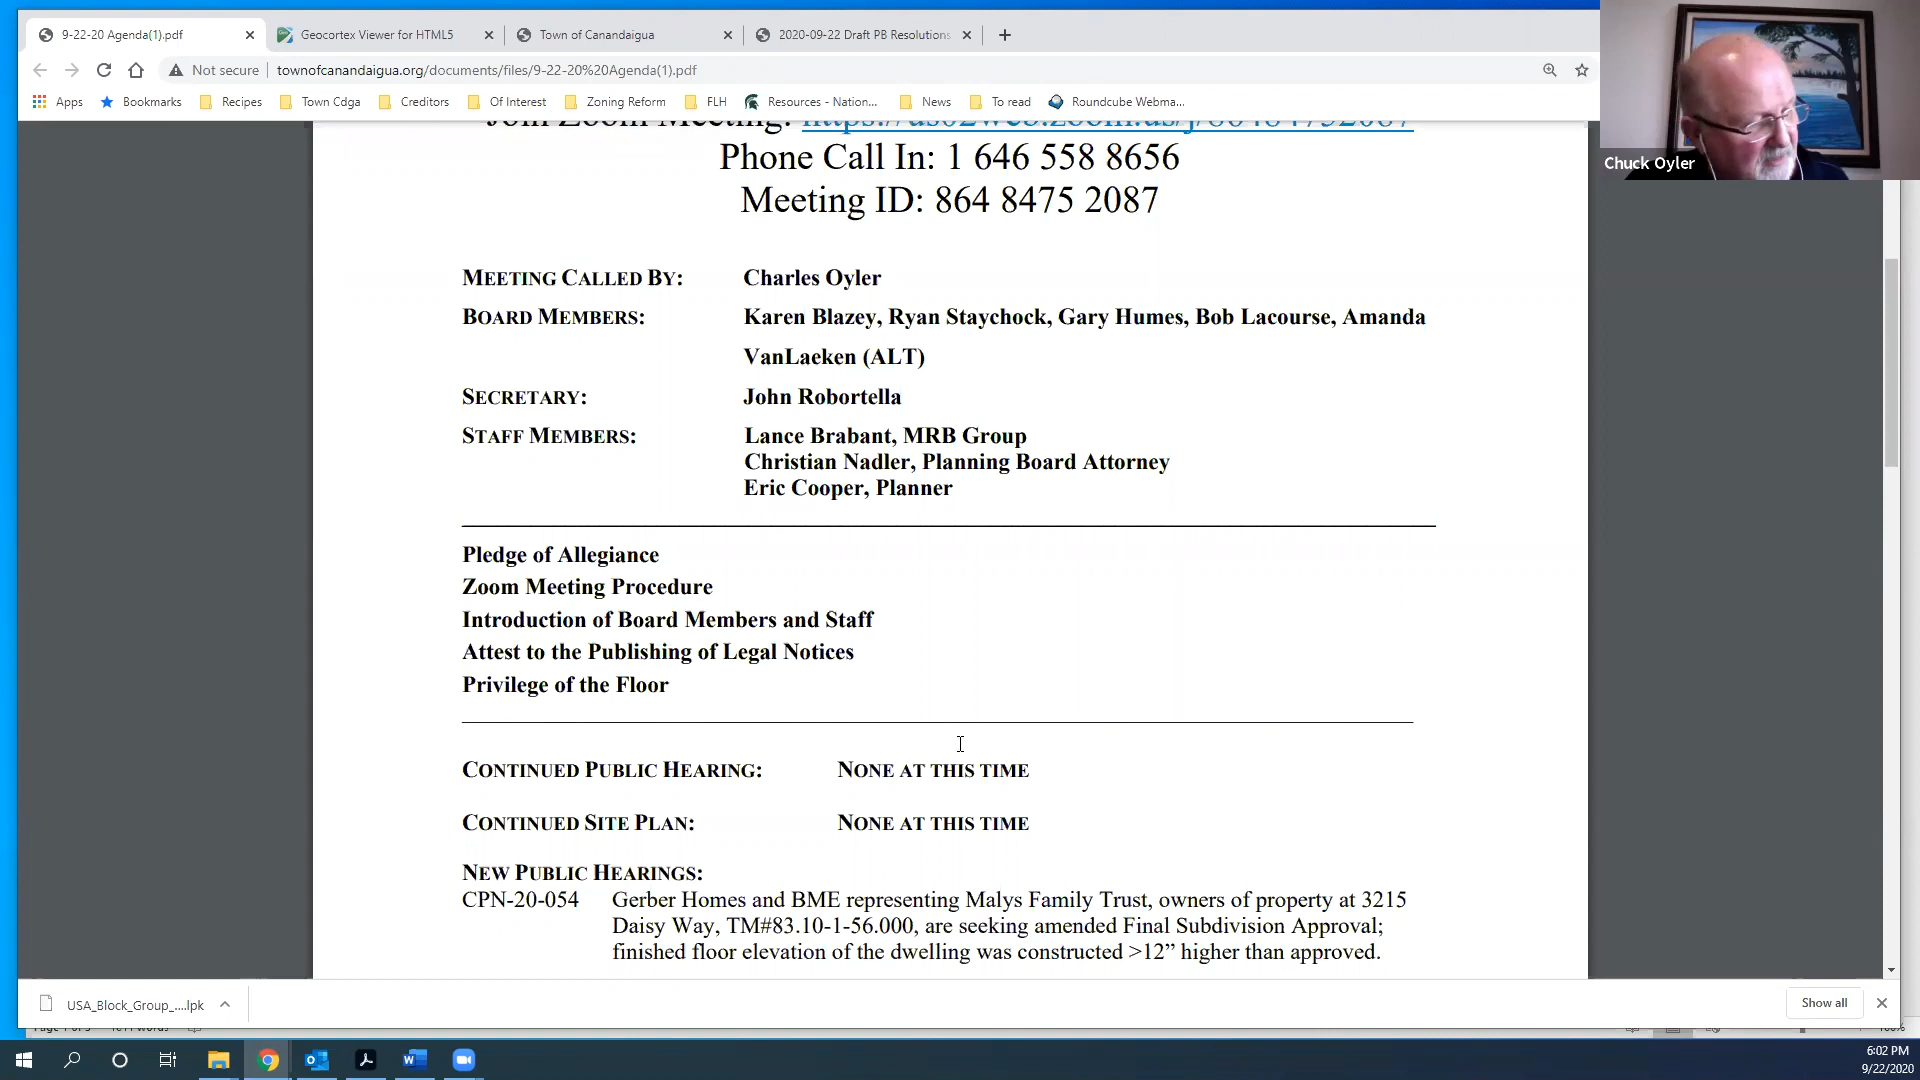 9-22-20 Agenda(1).pdf
Geocortex Viewer for HTML5
Town of Canandaigua
2020-09-22 Draft PB Resolutions
Not secure
townofcanandaigua.org/documents/files/9-22-20%20Agenda(1).pdf
Apps
Bookmarks
Recipes
Town Cdga
Creditors
Of Interest
Zoning Reform
FLH
Resources - Nation...
News
To read
Roundcube Webma...
Chuck Oyler
Join Zoom Meeting: https://us02web.zoom.us/j/86484752087
Phone Call In: 1 646 558 8656
Meeting ID: 864 8475 2087
MEETING CALLED BY: Charles Oyler
BOARD MEMBERS: Karen Blazey, Ryan Staychock, Gary Humes, Bob Lacourse, Amanda
VanLaeken (ALT)
SECRETARY: John Robortella
STAFF MEMBERS: Lance Brabant, MRB Group
Christian Nadler, Planning Board Attorney
Eric Cooper, Planner
Pledge of Allegiance
Zoom Meeting Procedure
Introduction of Board Members and Staff
Attest to the Publishing of Legal Notices
Privilege of the Floor
CONTINUED PUBLIC HEARING: NONE AT THIS TIME
CONTINUED SITE PLAN: NONE AT THIS TIME
NEW PUBLIC HEARINGS:
CPN-20-054 Gerber Homes and BME representing Malys Family Trust, owners of property at 3215
Daisy Way, TM#83.10-1-56.000, are seeking amended Final Subdivision Approval;
finished floor elevation of the dwelling was constructed >12” higher than approved.
USA_Block_Group_....lpk
Show all
6:02 PM
9/22/2020